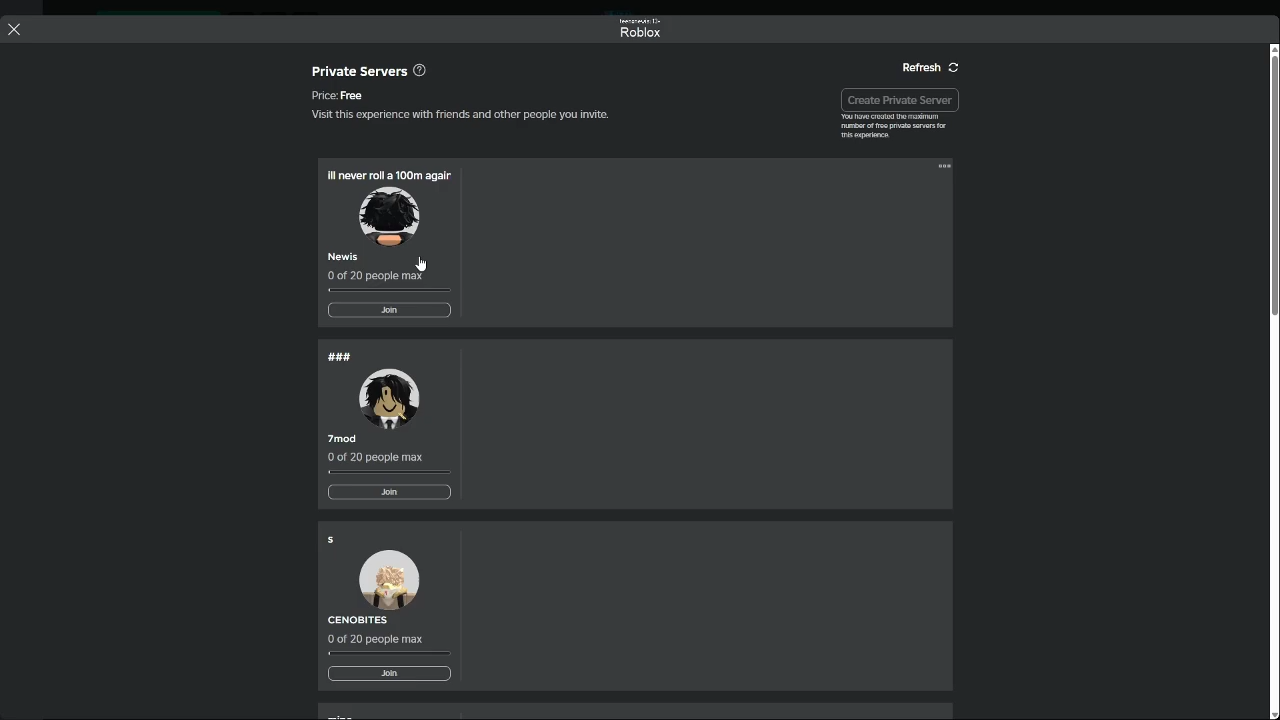 Roblox
Private Servers
Refresh
Price: Free
Create Private Server
Visit this experience with friends and other people you invite.
You have created the maximum
number of free private servers for
this experience.
ill never roll a 100m again
Newis
0 of 20 people max
Join
###
7mod
0 of 20 people max
Join
s
CENOBITES
0 of 20 people max
Join